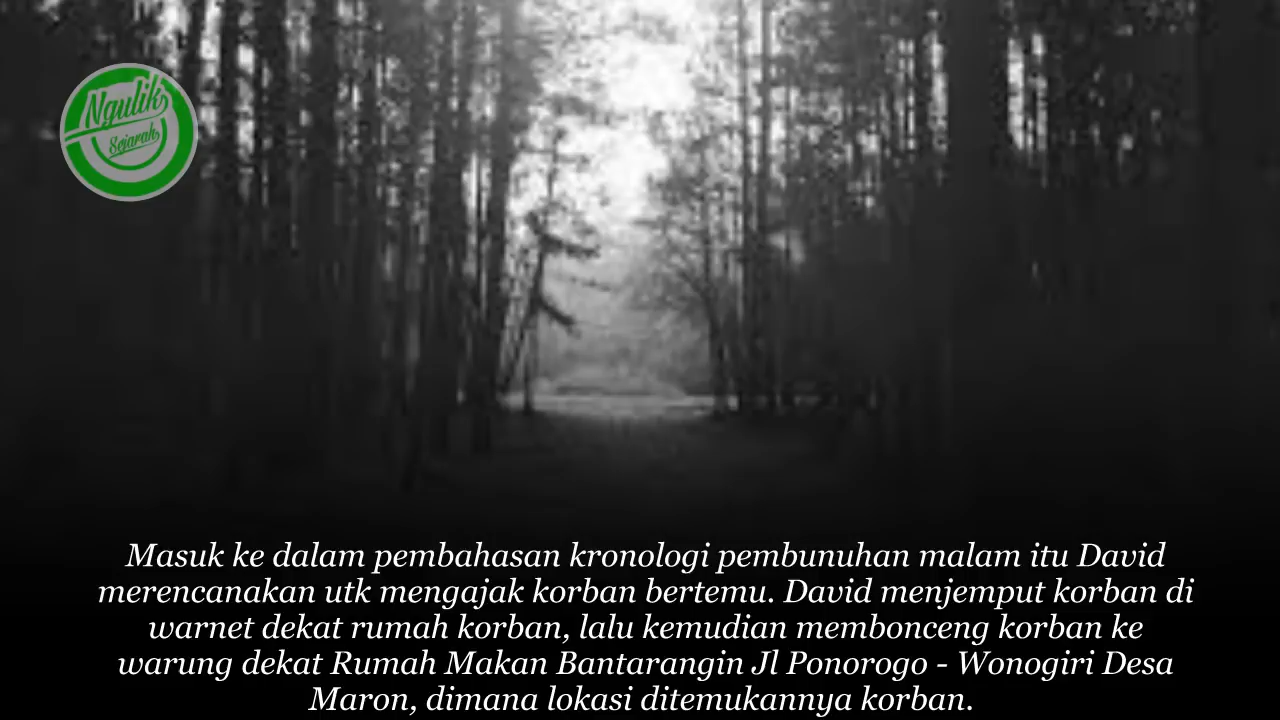 Ngulik
Sejarah
Masuk ke dalam pembahasan kronologi pembunuhan malam itu David
merencanakan utk mengajak korban bertemu. David menjemput korban di
warnet dekat rumah korban, lalu kemudian membonceng korban ke
warung dekat Rumah Makan Bantarangin Jl Ponorogo - Wonogiri Desa
Maron, dimana lokasi ditemukannya korban.